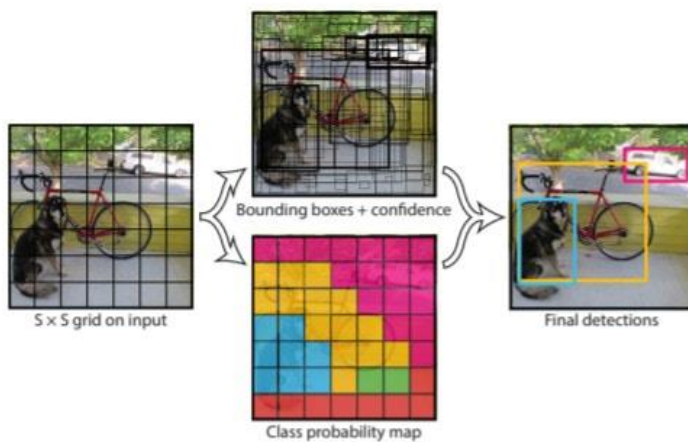 Bounding boxes + confidence
S × S grid on input
Final detections
Class probability map